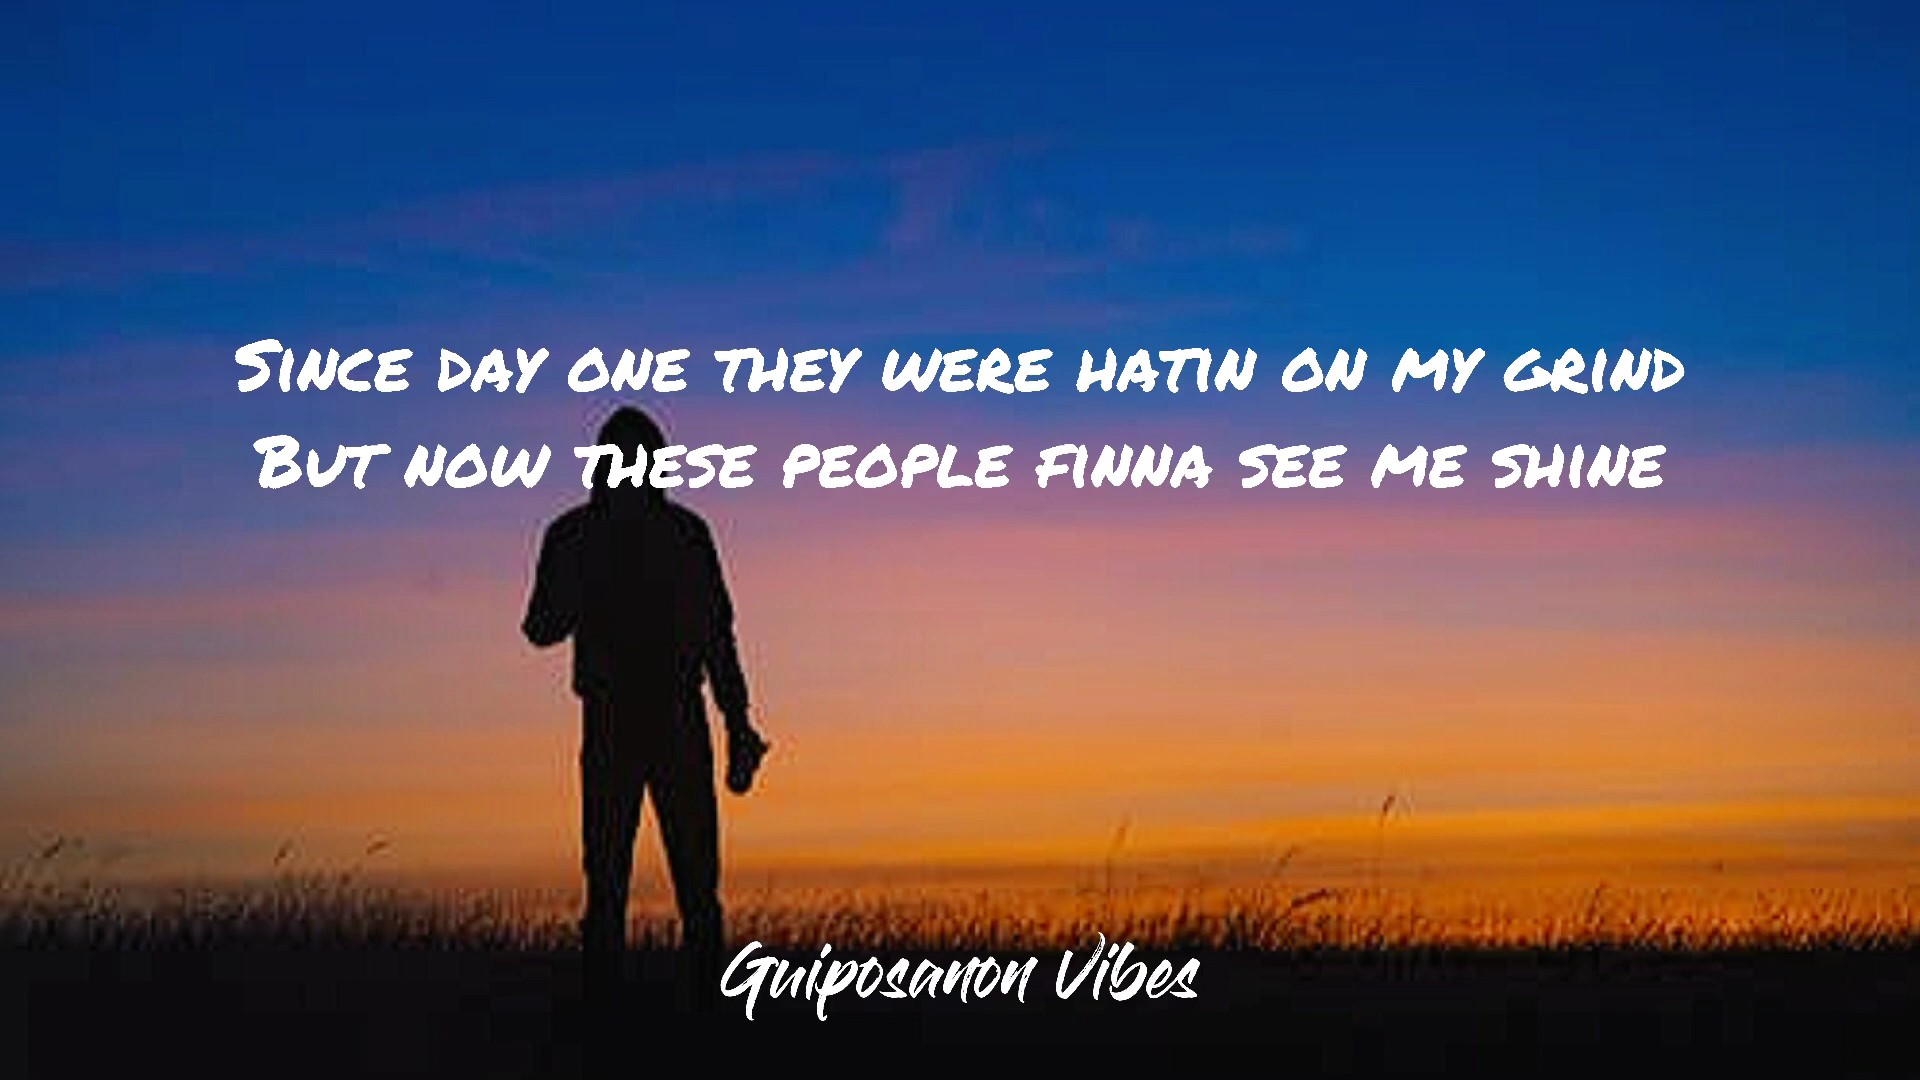 Since day one they were hatin on my grind
But now these people finna see me shine
Guiposanon Vibes